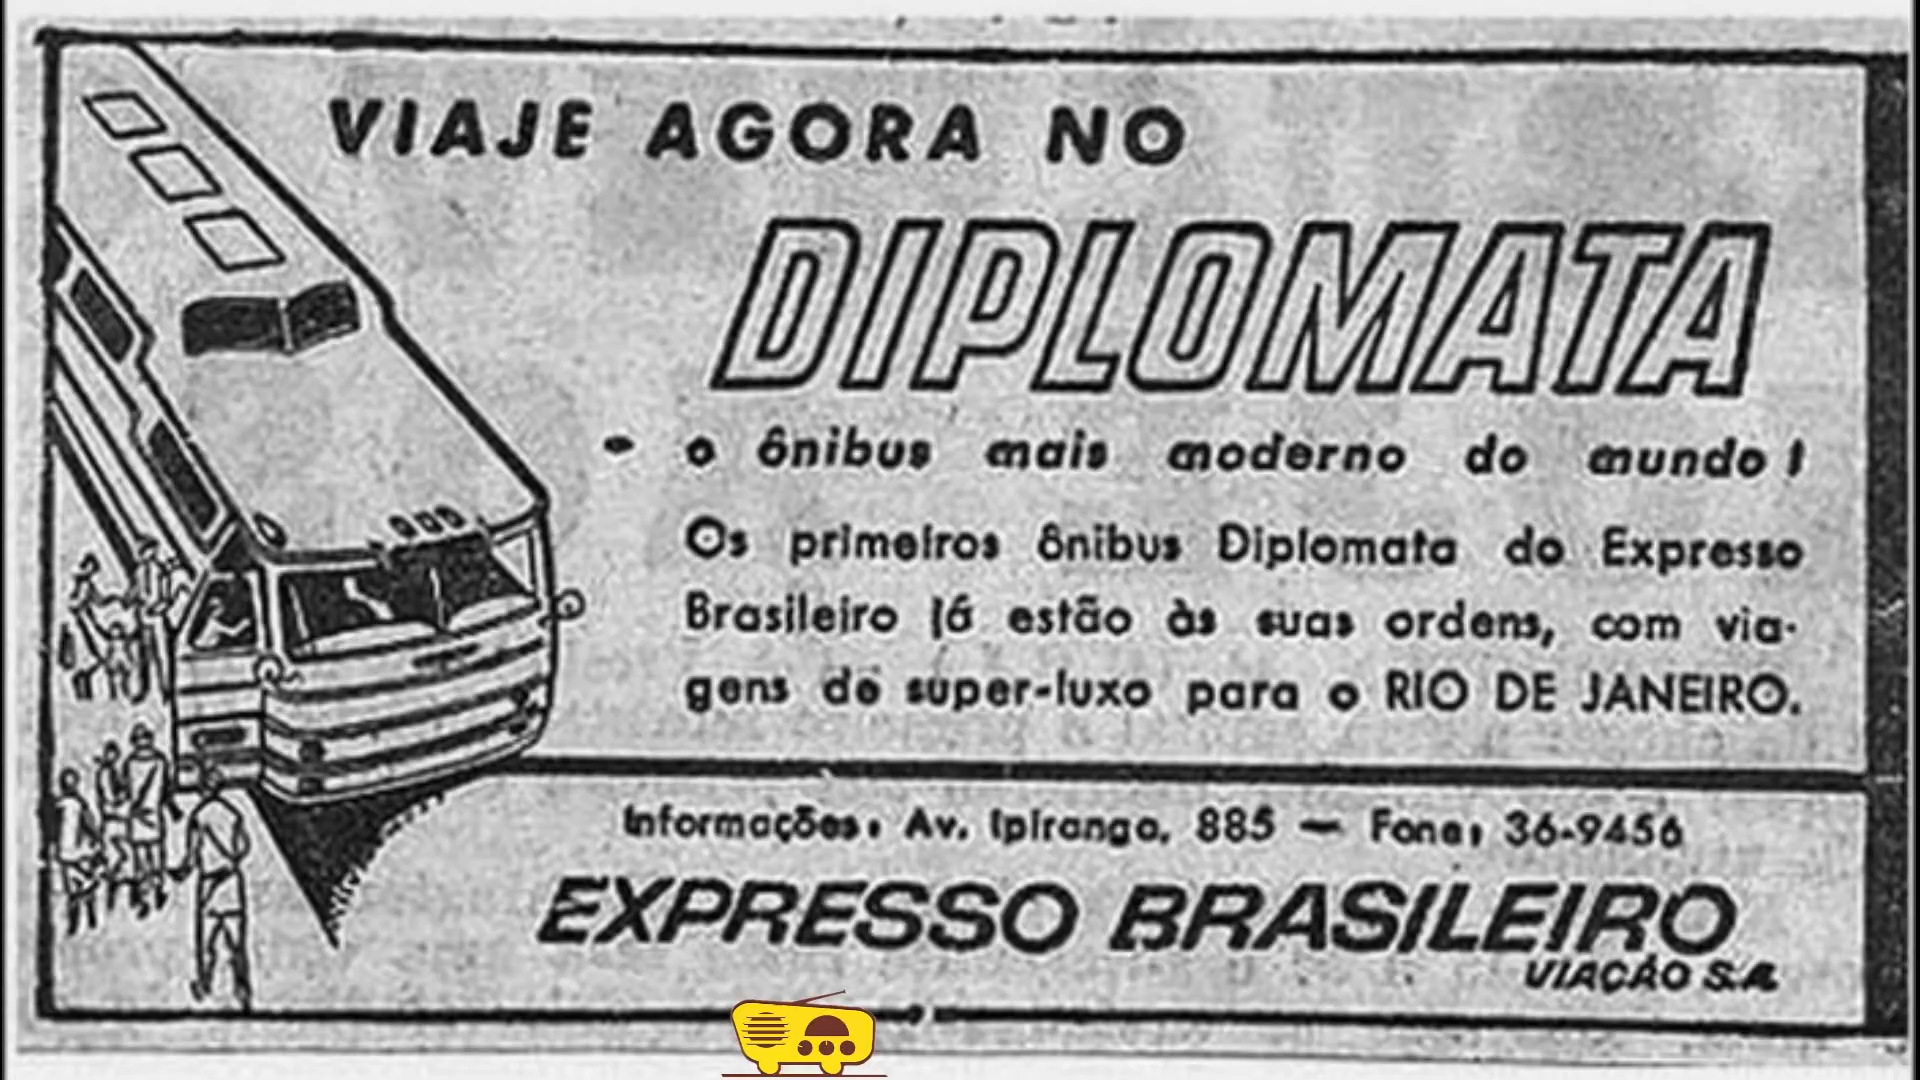 VIAJE AGORA NO
DIPLOMATA
- o ônibus mais moderno do mundo!
Os primeiros ônibus Diplomata do Expresso
Brasileiro já estão às suas ordens, com via-
gens de super-luxo para o RIO DE JANEIRO.
Informações: Av. Ipiranga, 885 — Fone: 36-9456
EXPRESSO BRASILEIRO
VIAÇÃO S.A.